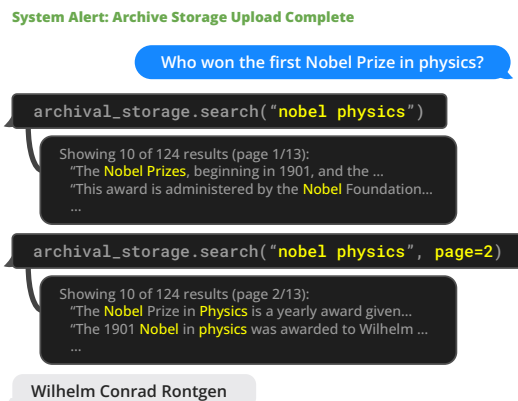 System Alert: Archive Storage Upload Complete
Who won the first Nobel Prize in physics?
archival_storage.search(“nobel physics”)
Showing 10 of 124 results (page 1/13):
“The Nobel Prizes, beginning in 1901, and the ...
“This award is administered by the Nobel Foundation...
...
archival_storage.search(“nobel physics”, page=2)
Showing 10 of 124 results (page 2/13):
“The Nobel Prize in Physics is a yearly award given...
“The 1901 Nobel in physics was awarded to Wilhelm ...
...
Wilhelm Conrad Rontgen